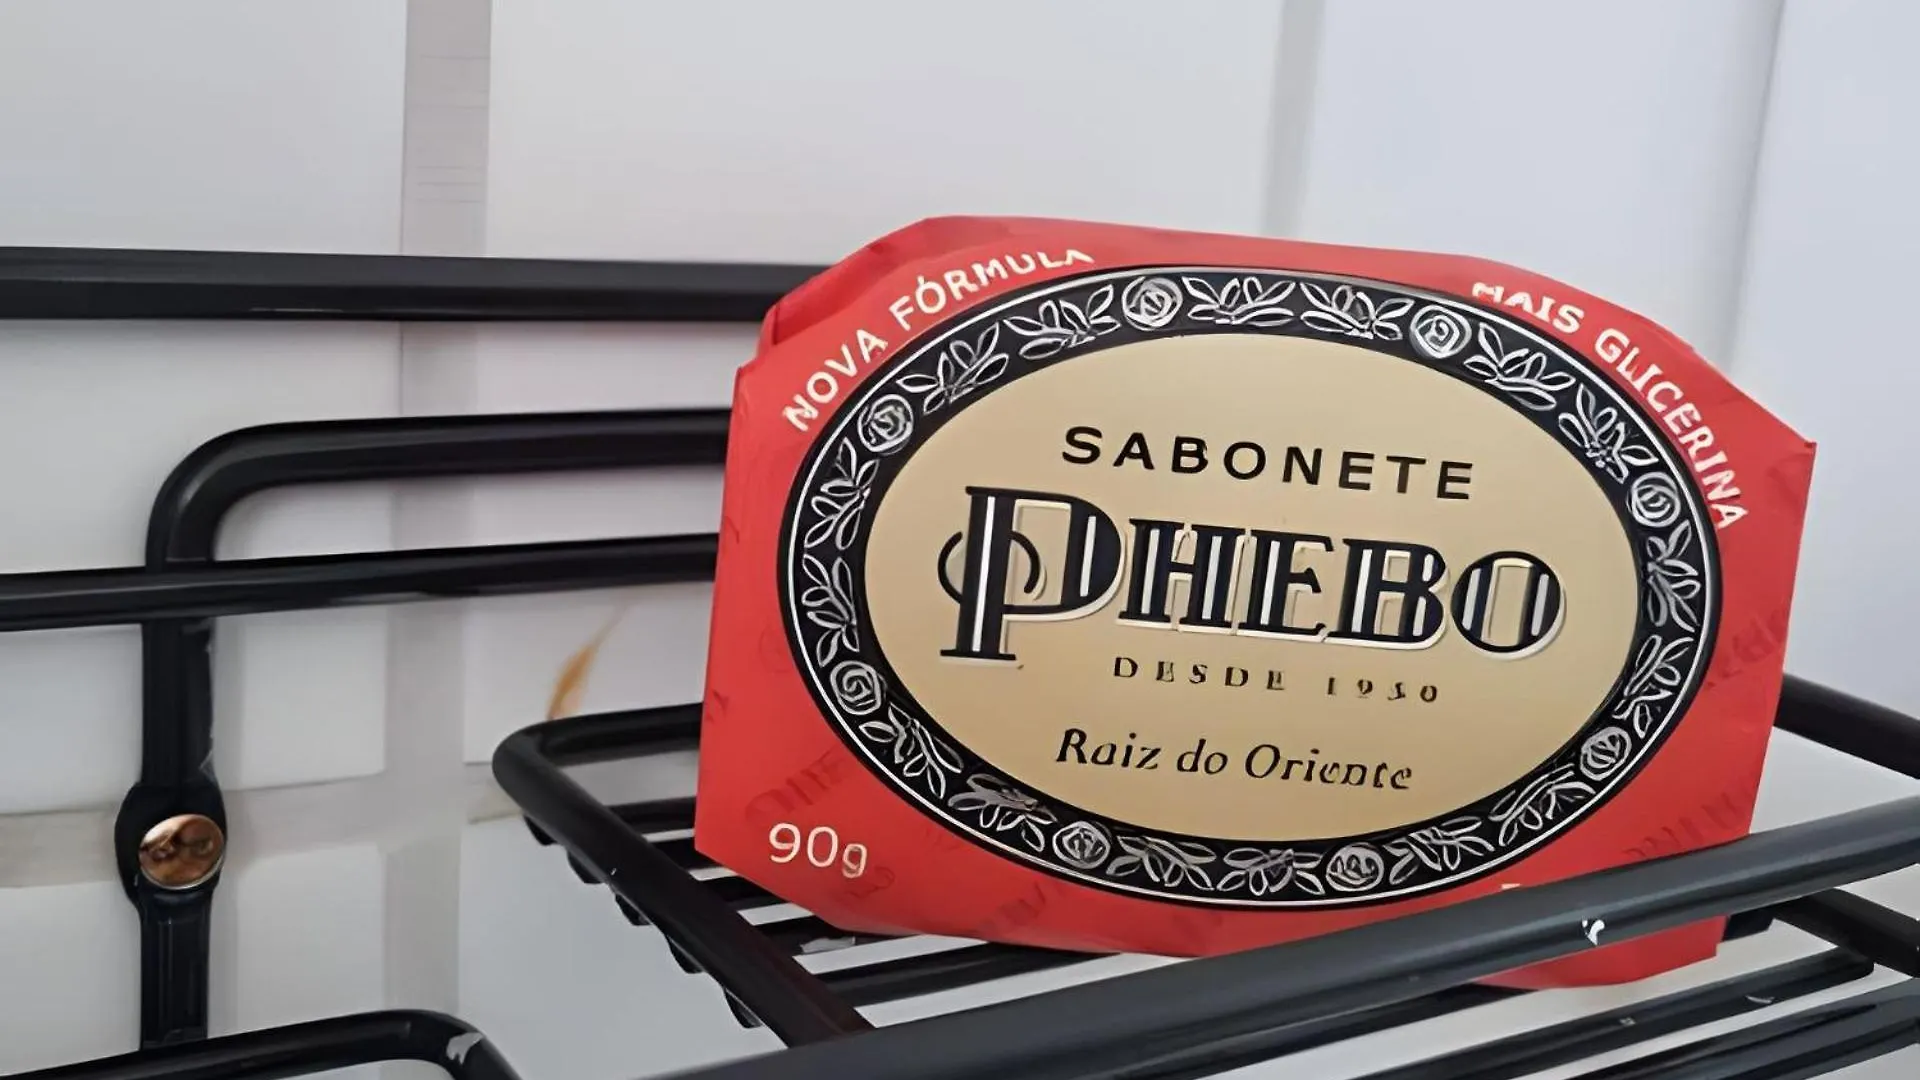 NOVA FÓRMULA
MAIS GLICERINA
SABONETE
PHEBO
DESDE 1930
Raiz do Oriente
90g